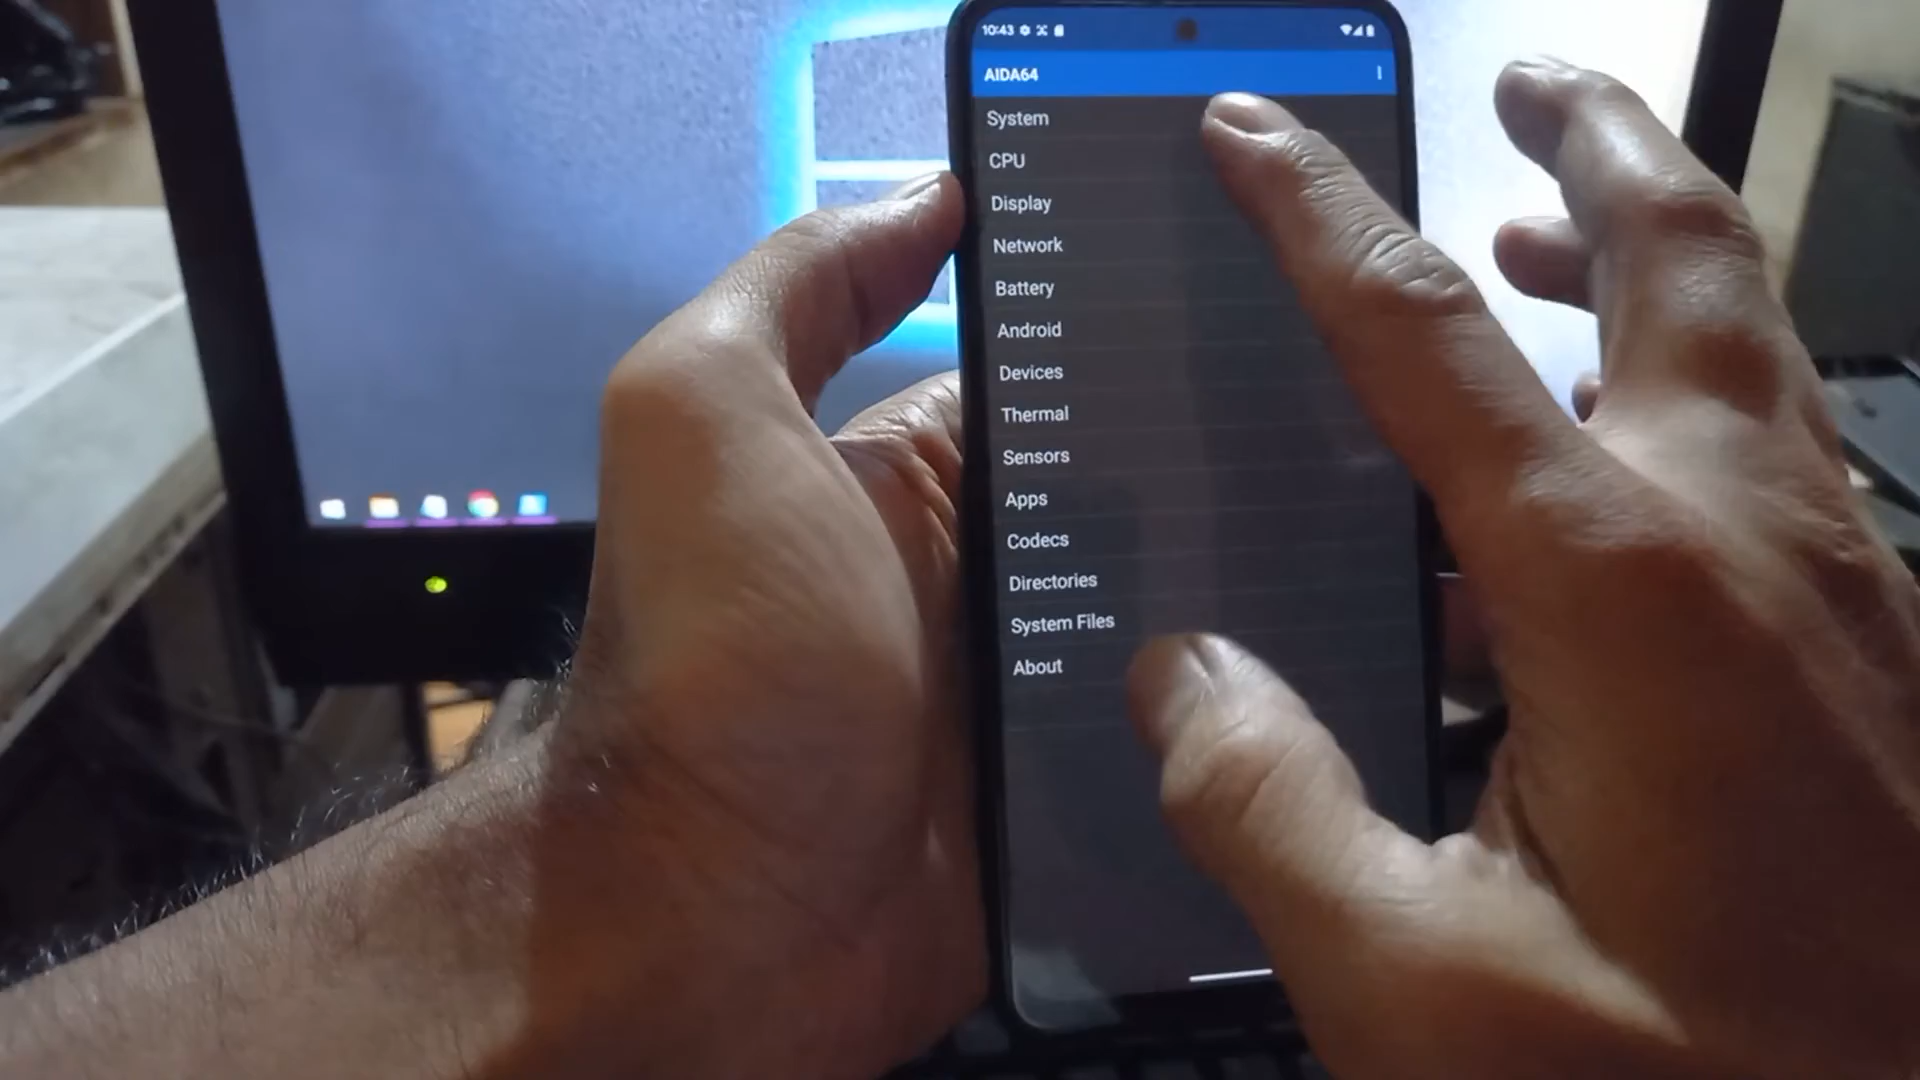 10:43
AIDA64
System
CPU
Display
Network
Battery
Android
Devices
Thermal
Sensors
Apps
Codecs
Directories
System Files
About